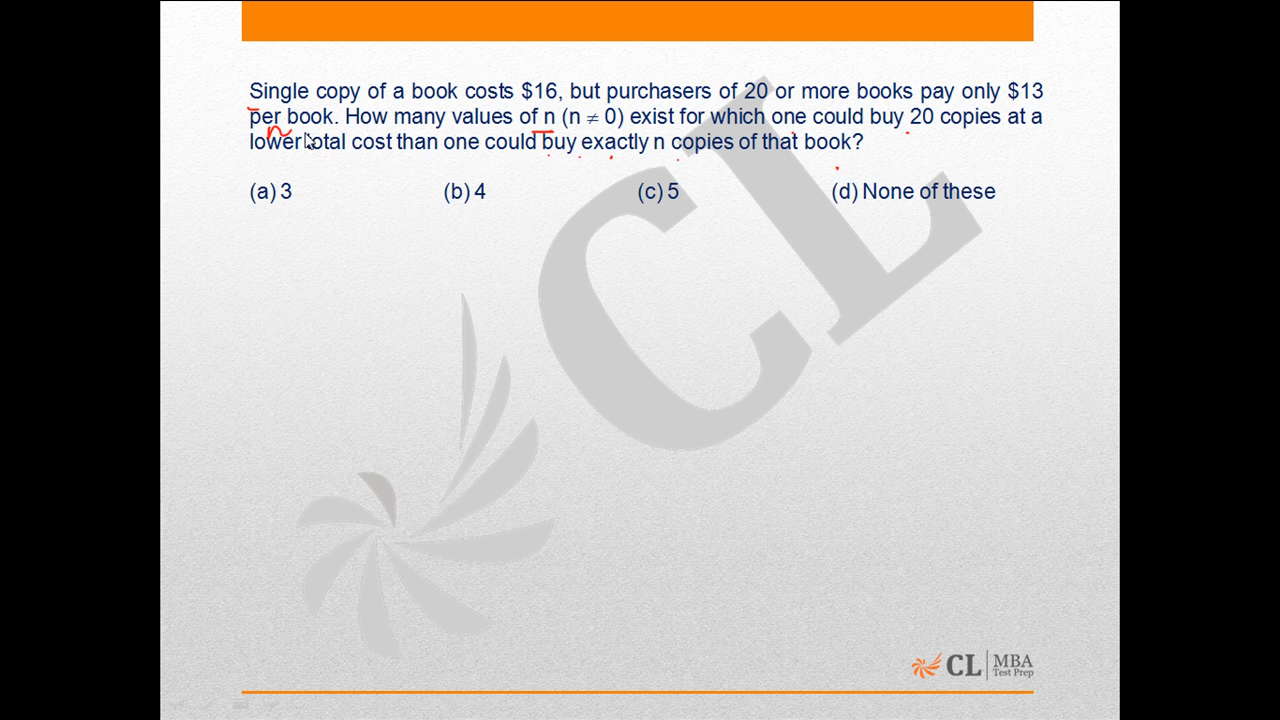 Single copy of a book costs $16, but purchasers of 20 or more books pay only $13
per book. How many values of n (n ≠ 0) exist for which one could buy 20 copies at a
lower total cost than one could buy exactly n copies of that book?
(a) 3 (b) 4 (c) 5 (d) None of these
CL
n
CL MBA
Test Prep